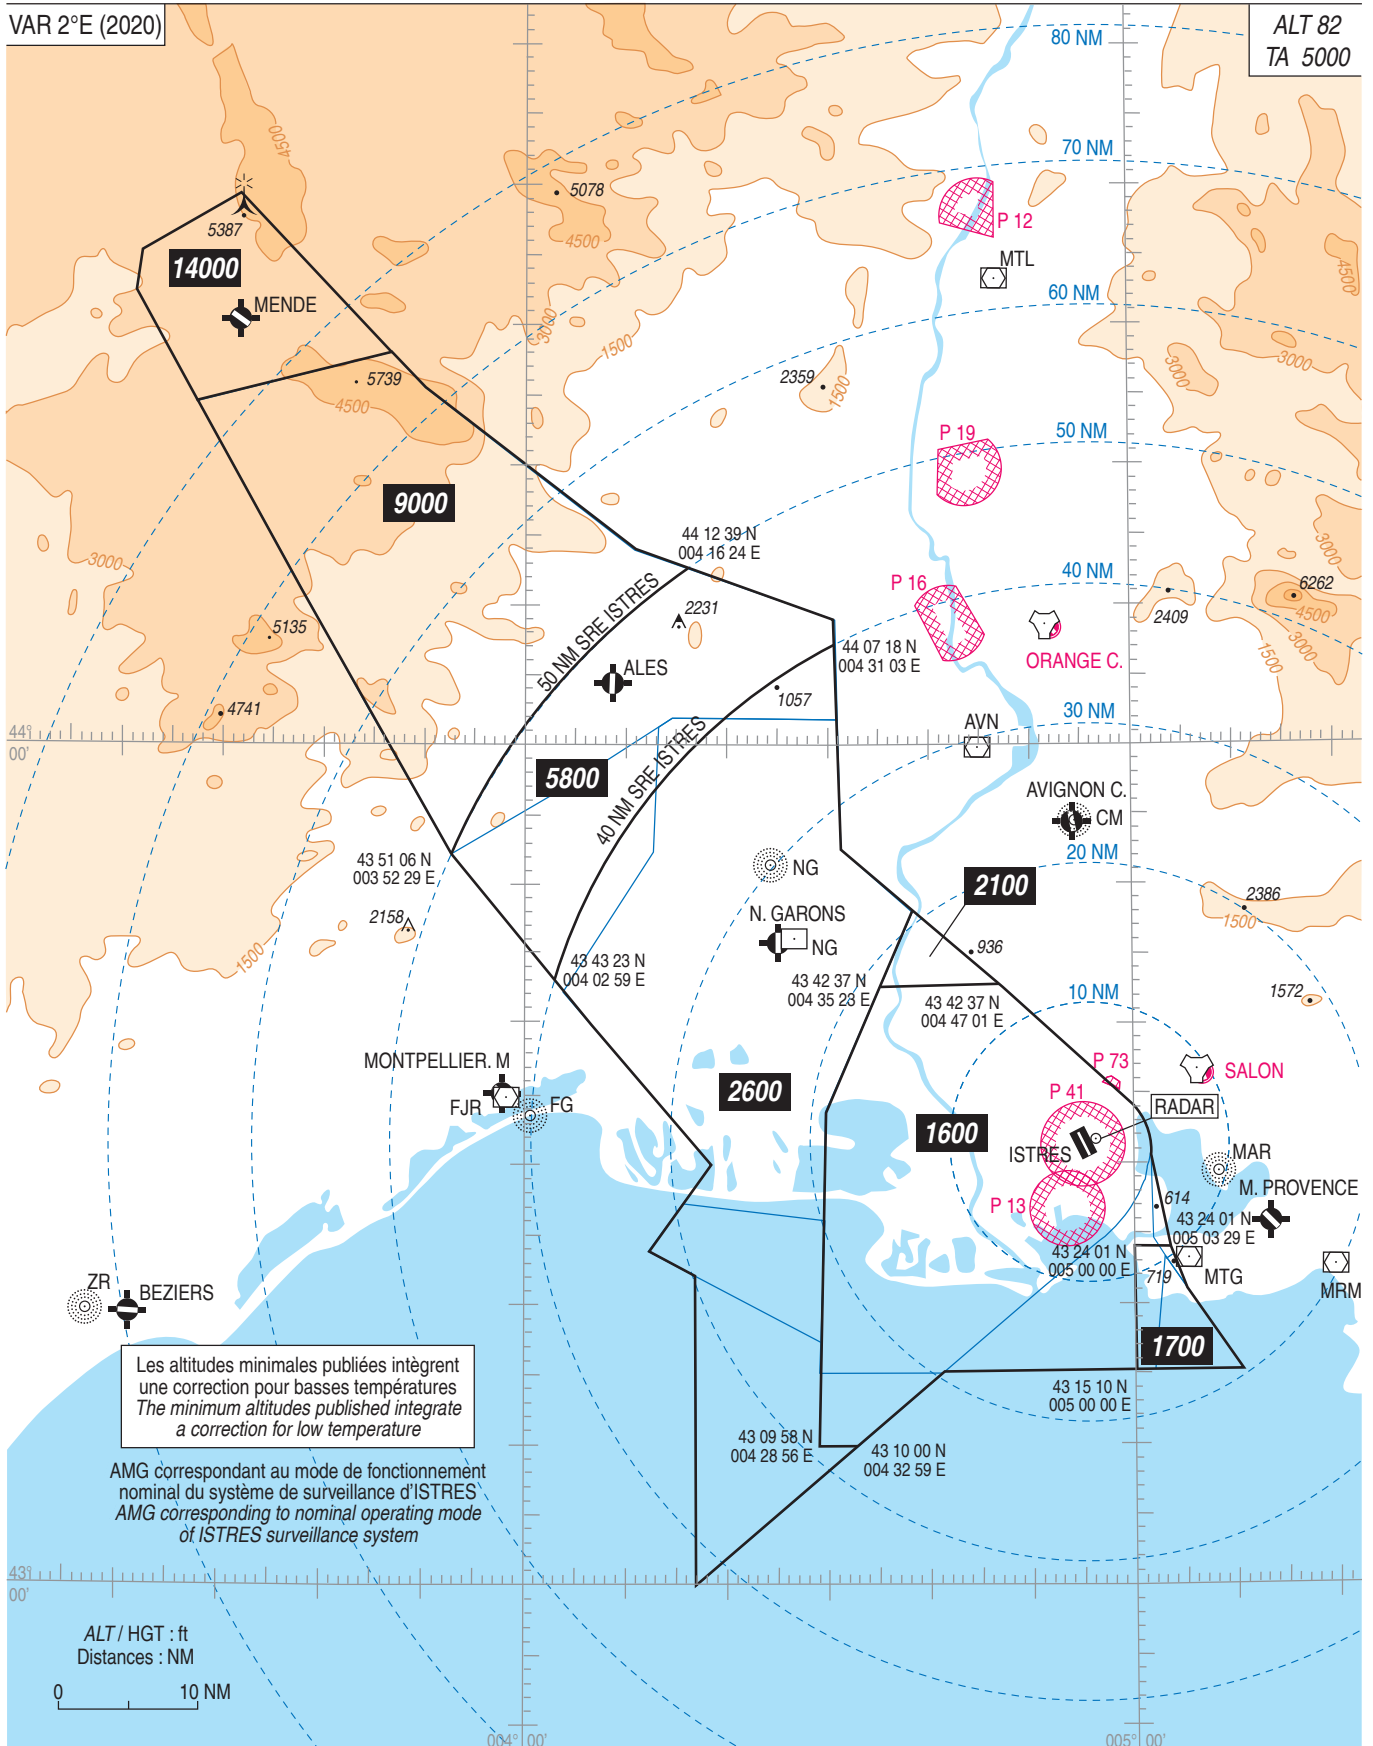 VAR 2°E (2020)
ALT 82
TA 5000
80 NM
4500
70 NM
5078
P 12
5387
4500
14000
MTL
4500
MENDE
60 NM
3000
1500
3000
3000
2359
1500
5739
4500
P 19
50 NM
9000
44 12 39 N
004 16 24 E
3000
3000
40 NM
P 16
6262
50 NM SRE ISTRES
2231
2409
4500
5135
44 07 18 N
004 31 03 E
3000
1500
ORANGE C.
ALES
1057
4741
30 NM
AVN
44°
00'
40 NM SRE ISTRES
5800
AVIGNON C.
CM
43 51 06 N
003 52 29 E
20 NM
NG
2100
2386
2158
N. GARONS
1500
NG
936
1500
43 43 23 N
004 02 59 E
43 42 37 N
004 35 23 E
10 NM
1572
43 42 37 N
004 47 01 E
MONTPELLIER. M
P 73
SALON
P 41
2600
FJR
FG
RADAR
1600
ISTRES
MAR
M. PROVENCE
614
P 13
43 24 01 N
005 03 29 E
43 24 01 N
005 00 00 E
719
MTG
ZR
BEZIERS
MRM
1700
Les altitudes minimales publiées intègrent
une correction pour basses températures
The minimum altitudes published integrate
a correction for low temperature
43 15 10 N
005 00 00 E
43 09 58 N
004 28 56 E
43 10 00 N
004 32 59 E
AMG correspondant au mode de fonctionnement
nominal du système de surveillance d'ISTRES
AMG corresponding to nominal operating mode
of ISTRES surveillance system
43°
00'
ALT / HGT : ft
Distances : NM
0 10 NM
004° 00'
005° 00'